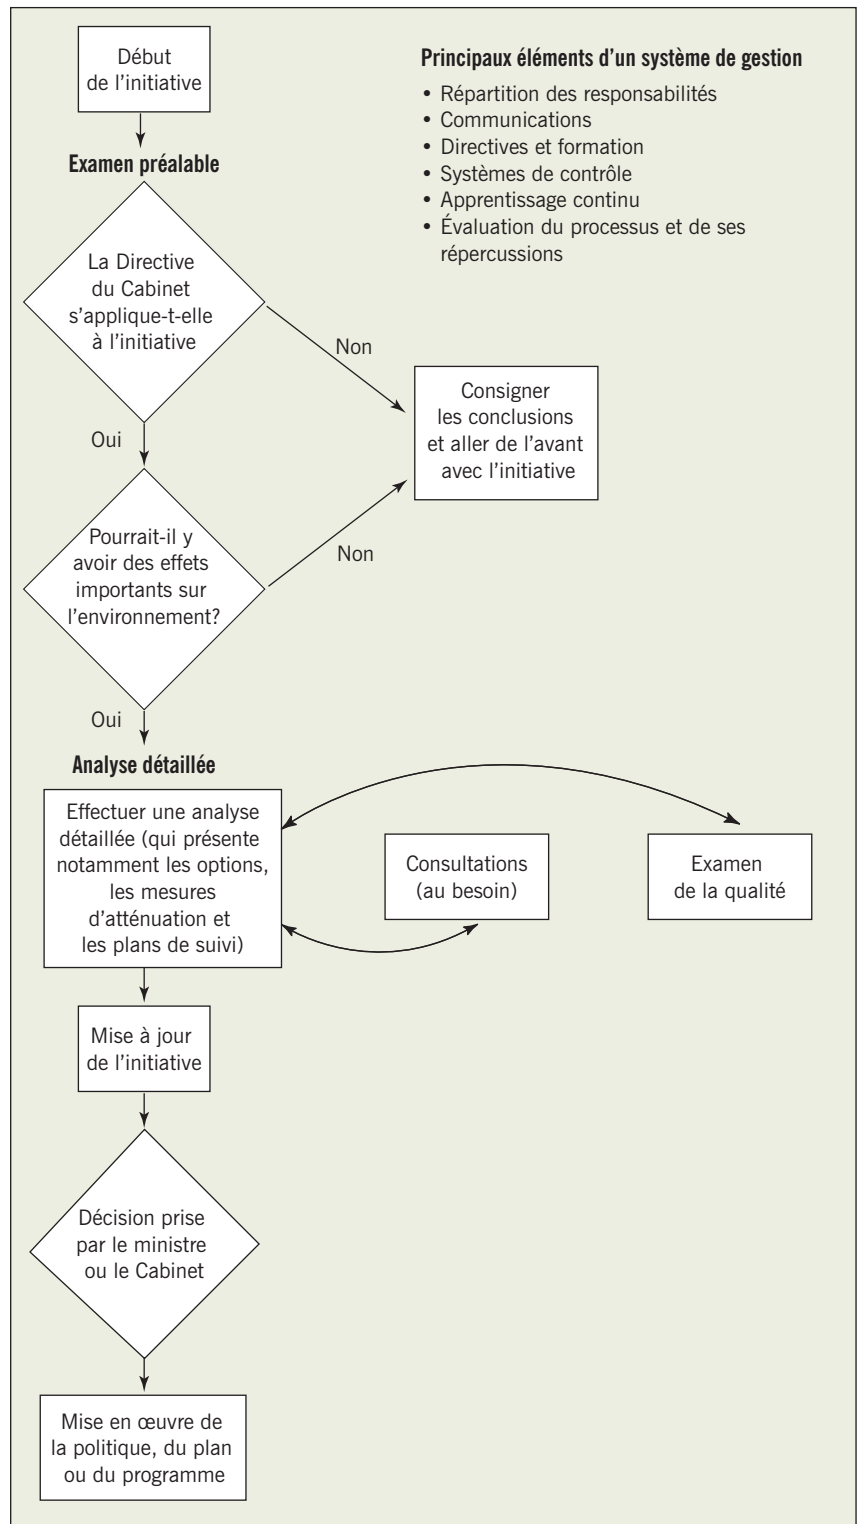 Début
de l'initiative
Principaux éléments d'un système de gestion
• Répartition des responsabilités
• Communications
• Directives et formation
• Systèmes de contrôle
• Apprentissage continu
• Évaluation du processus et de ses
répercussions
Examen préalable
La Directive
du Cabinet
s'applique-t-elle
à l'initiative
Non
Consigner
les conclusions
et aller de l'avant
avec l'initiative
Oui
Pourrait-il y
avoir des effets
importants sur
l'environnement?
Non
Oui
Analyse détaillée
Effectuer une analyse
détaillée (qui présente
notamment les options,
les mesures
d'atténuation et
les plans de suivi)
Consultations
(au besoin)
Examen
de la qualité
Mise à jour
de l'initiative
Décision prise
par le ministre
ou le Cabinet
Mise en œuvre de
la politique, du plan
ou du programme